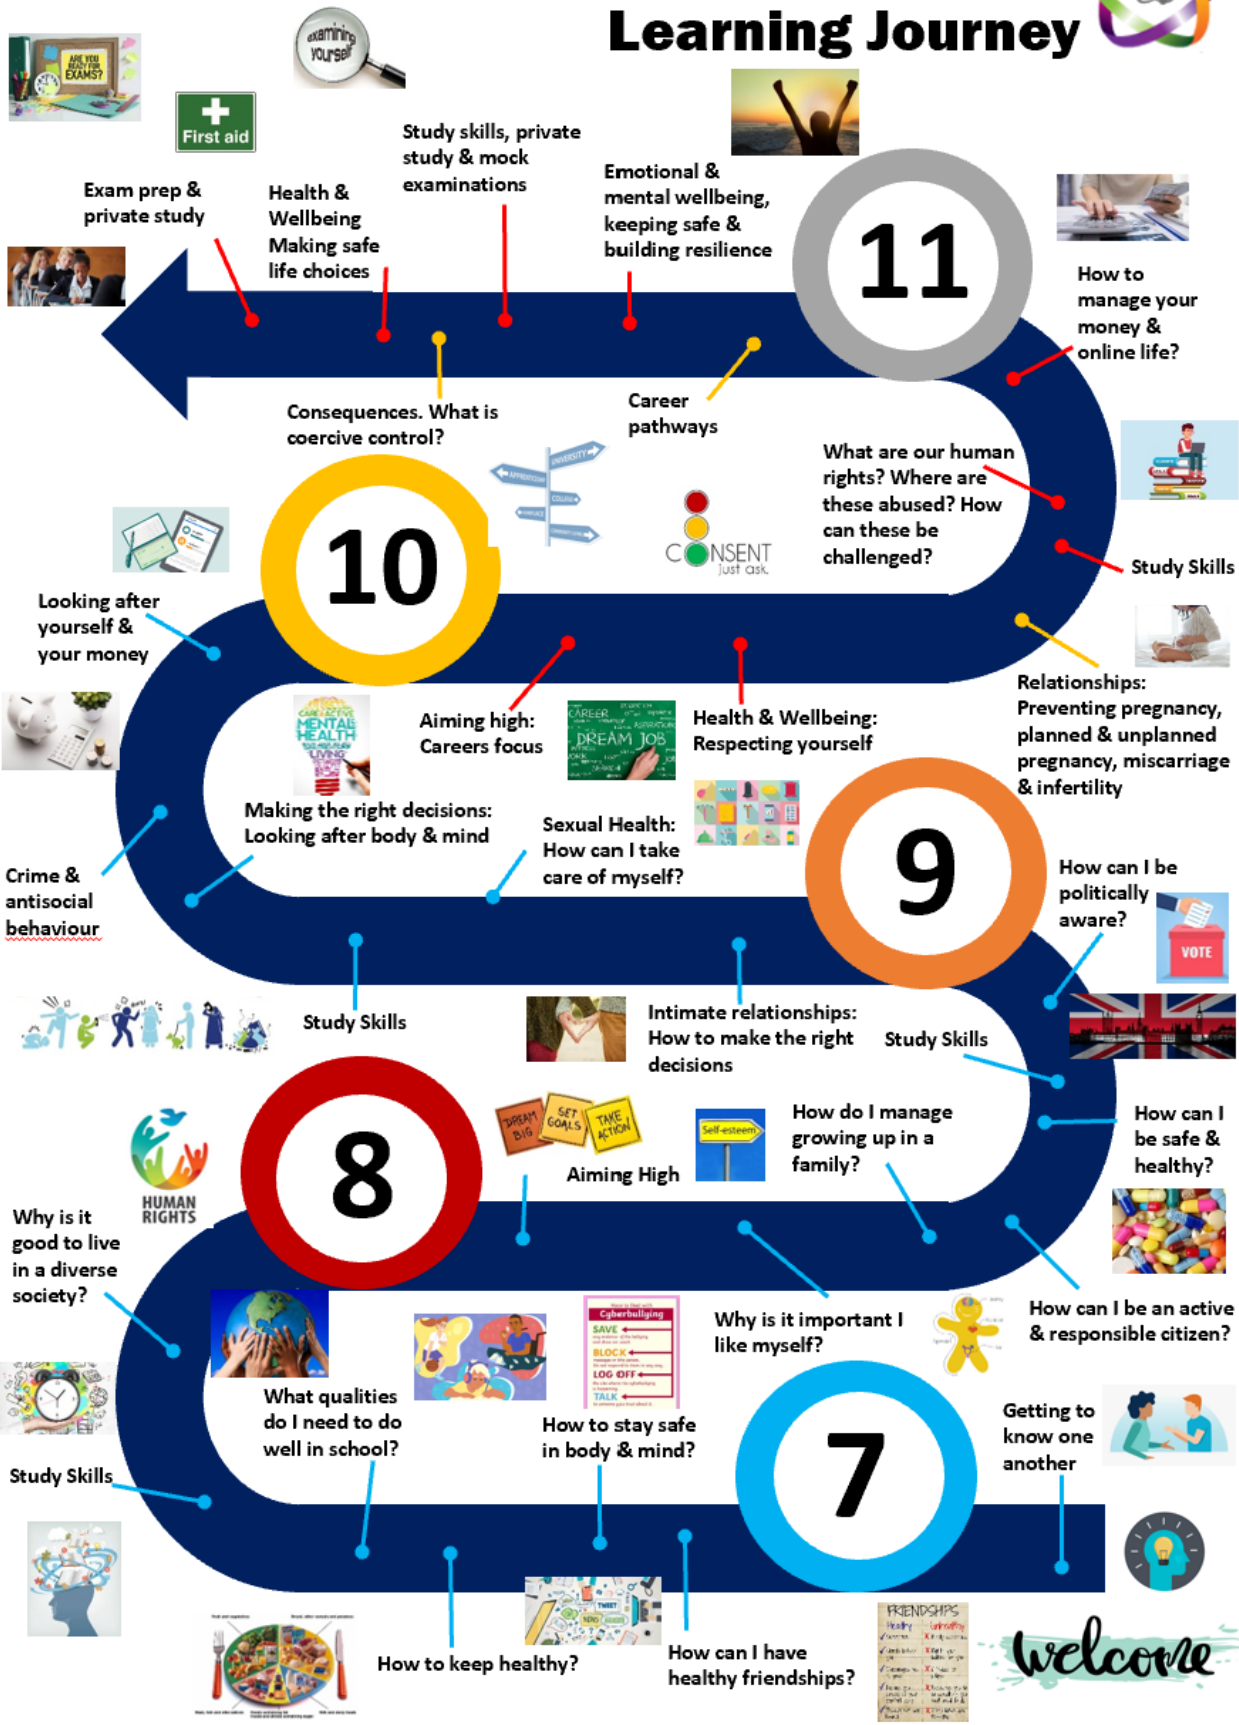 Learning Journey
ARE YOU
READY FOR
EXAMS?
examining
yourself
First aid
Study skills, private
study & mock
examinations
Emotional &
mental wellbeing,
keeping safe &
building resilience
Exam prep &
private study
Health &
Wellbeing
Making safe
life choices
11
How to
manage your
money &
online life?
Consequences. What is
coercive control?
Career
pathways
What are our human
rights? Where are
these abused? How
can these be
challenged?
UNIVERSITY
COLLEGE
CONSENT
just ask.
Study Skills
10
Looking after
yourself &
your money
Relationships:
Preventing pregnancy,
planned & unplanned
pregnancy, miscarriage
& infertility
Aiming high:
Careers focus
Health & Wellbeing:
Respecting yourself
MENTAL
HEALTH
LIVING
CAREER
DREAM JOB
Making the right decisions:
Looking after body & mind
Sexual Health:
How can I take
care of myself?
9
How can I be
politically
aware?
VOTE
Crime &
antisocial
behaviour
Study Skills
Intimate relationships:
How to make the right
decisions
Study Skills
8
DREAM
BIG
SET
GOALS
TAKE
ACTION
Aiming High
Self-esteem
How do I manage
growing up in a
family?
How can I
be safe &
healthy?
HUMAN
RIGHTS
Why is it
good to live
in a diverse
society?
Why is it important I
like myself?
How can I be an active
& responsible citizen?
Cyberbullying
SAVE
BLOCK
LOG OFF
TALK
What qualities
do I need to do
well in school?
How to stay safe
in body & mind?
7
Getting to
know one
another
Study Skills
How to keep healthy?
TWEET
How can I have
healthy friendships?
FRIENDSHIPS
Healthy
Unhealthy
welcome